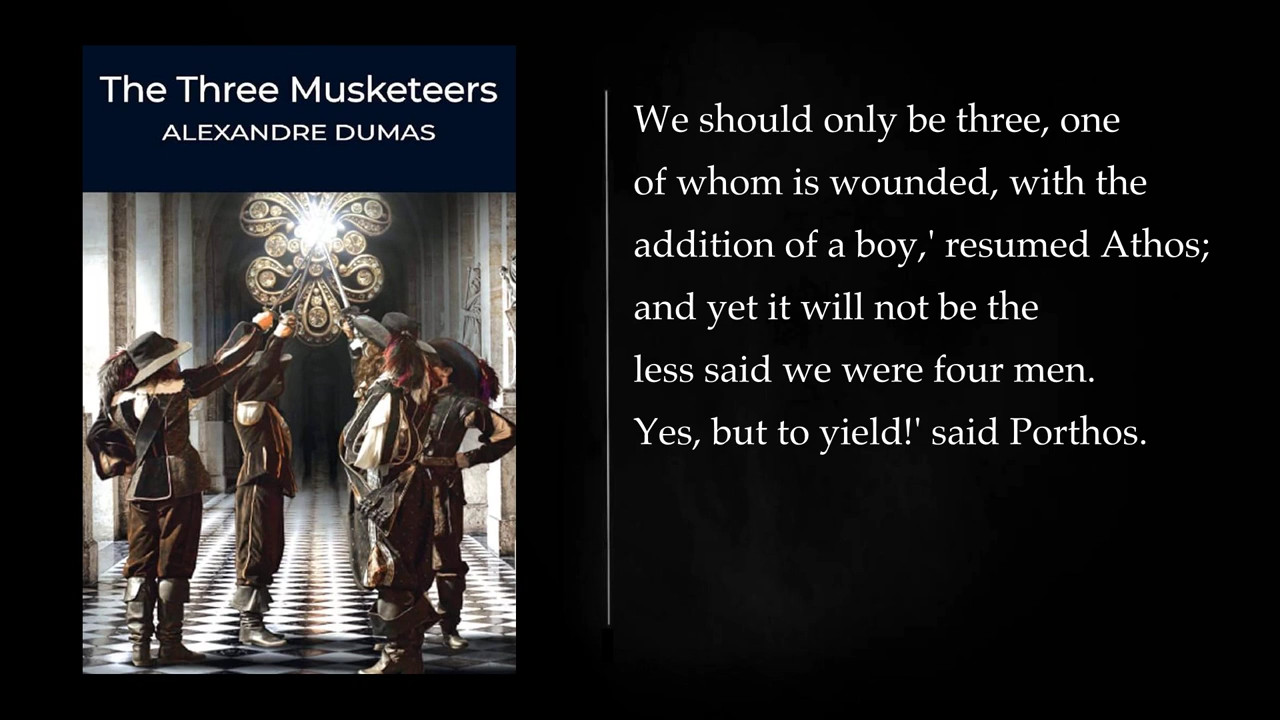 The Three Musketeers
ALEXANDRE DUMAS
We should only be three, one
of whom is wounded, with the
addition of a boy,' resumed Athos;
and yet it will not be the
less said we were four men.
Yes, but to yield!' said Porthos.